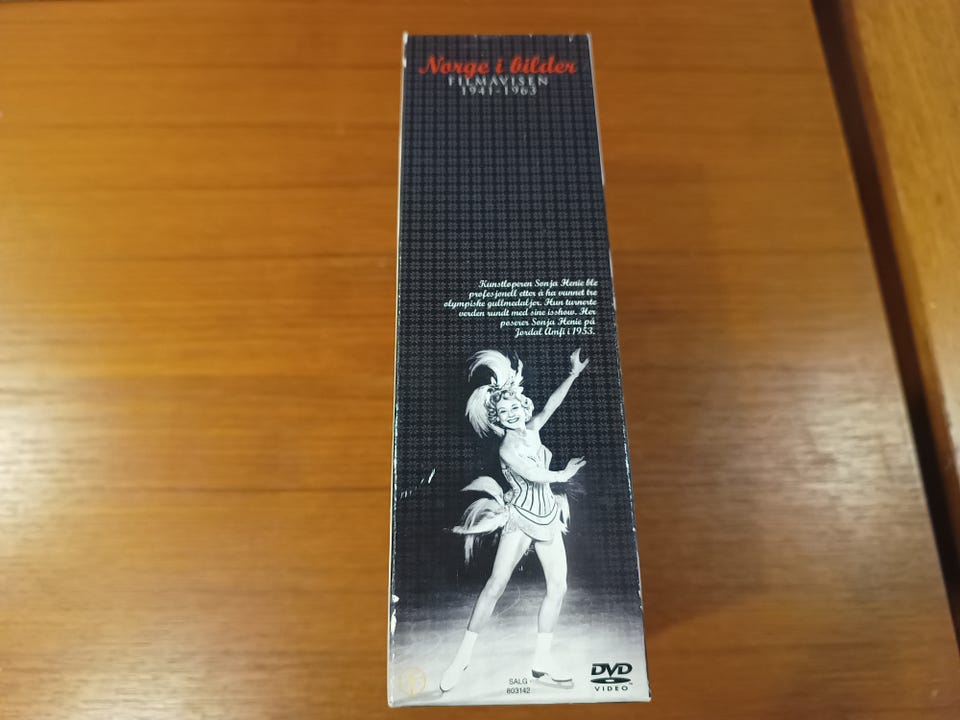 Norge i bilder
FILMAVISEN
1941-1963
Kunstløperen Sonja Henie ble
profesjonell etter å ha vunnet tre
olympiske gullmedaljer. Hun turnerte
verden rundt med sine isshow. Her
poserer Sonja Henie på
Jordal Amfi i 1953.
SALG
803142
DVD
VIDEO